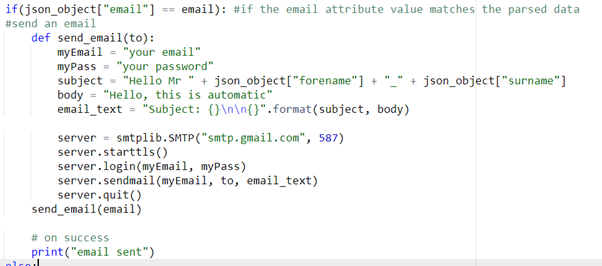 if(json_object["email"] == email): #if the email attribute value matches the parsed data
#send an email
    def send_email(to):
        myEmail = "your email"
        myPass = "your password"
        subject = "Hello Mr " + json_object["forename"] + "_" + json_object["surname"]
        body = "Hello, this is automatic"
        email_text = "Subject: {}\n\n{}".format(subject, body)

        server = smtplib.SMTP("smtp.gmail.com", 587)
        server.starttls()
        server.login(myEmail, myPass)
        server.sendmail(myEmail, to, email_text)
        server.quit()
    send_email(email)

    # on success
    print("email sent")
else: